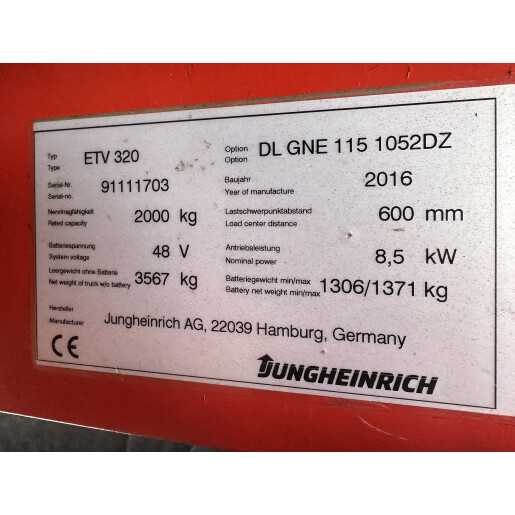 Typ ETV 320 Option DL GNE 115 1052DZ
Type Option
Serial-Nr. 91111703 Baujahr 2016
Serial-no. Year of manufacture
Nenntragfähigkeit 2000 kg Lastschwerpunktabstand 600 mm
Rated capacity Load center distance
Batteriespannung 48 V Antriebsleistung 8,5 kW
System voltage Nominal power
Leergewicht ohne Batterie 3567 kg Batteriegewicht min/max 1306/1371 kg
Net weight of truck w/o battery Battery net weight min/max
Hersteller Jungheinrich AG, 22039 Hamburg, Germany
Manufacturer
CE JUNGHEINRICH